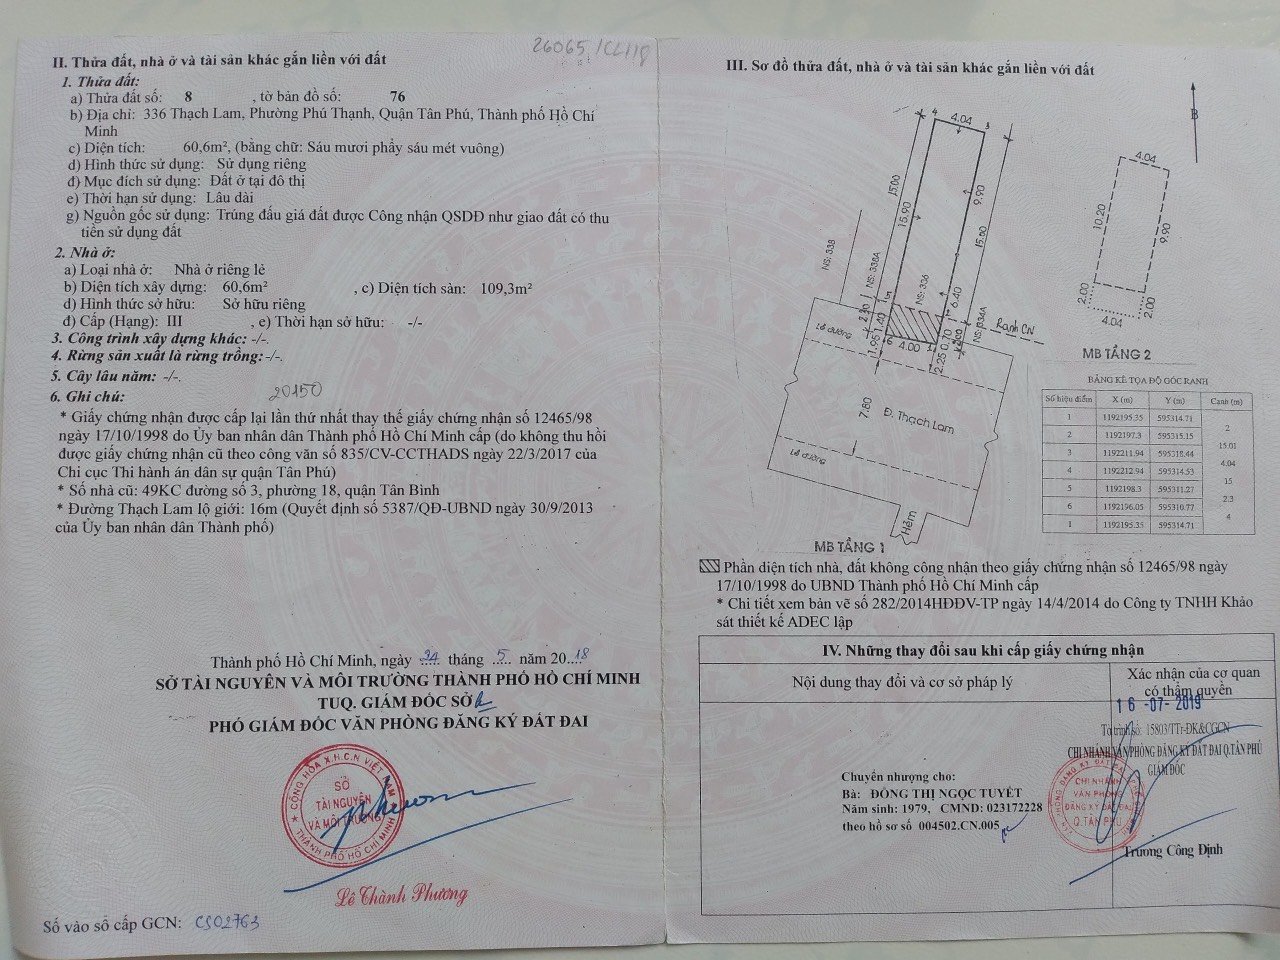 26065
II. Thửa đất, nhà ở và tài sản khác gắn liền với đất
1. Thửa đất:
a) Thửa đất số: 8 , tờ bản đồ số: 76
b) Địa chỉ: 336 Thạch Lam, Phường Phú Thạnh, Quận Tân Phú, Thành phố Hồ Chí
Minh
c) Diện tích: 60,6m², (bằng chữ: Sáu mươi phẩy sáu mét vuông)
d) Hình thức sử dụng: Sử dụng riêng
đ) Mục đích sử dụng: Đất ở tại đô thị
e) Thời hạn sử dụng: Lâu dài
g) Nguồn gốc sử dụng: Trúng đấu giá đất được Công nhận QSDĐ như giao đất có thu
tiền sử dụng đất
2. Nhà ở:
a) Loại nhà ở: Nhà ở riêng lẻ
b) Diện tích xây dựng: 60,6m² , c) Diện tích sàn: 109,3m²
d) Hình thức sở hữu: Sở hữu riêng
đ) Cấp (Hạng): III , e) Thời hạn sở hữu: -/-
3. Công trình xây dựng khác: -/-.
4. Rừng sản xuất là rừng trồng:-/-.
5. Cây lâu năm: -/-.
20150
6. Ghi chú:
* Giấy chứng nhận được cấp lại lần thứ nhất thay thế giấy chứng nhận số 12465/98
ngày 17/10/1998 do Ủy ban nhân dân Thành phố Hồ Chí Minh cấp (do không thu hồi
được giấy chứng nhận cũ theo công văn số 835/CV-CCTHADS ngày 22/3/2017 của
Chi cục Thi hành án dân sự quận Tân Phú)
* Số nhà cũ: 49KC đường số 3, phường 18, quận Tân Bình
* Đường Thạch Lam lộ giới: 16m (Quyết định số 5387/QĐ-UBND ngày 30/9/2013
của Ủy ban nhân dân Thành phố)
Thành phố Hồ Chí Minh, ngày 31 tháng 5 năm 2018
SỞ TÀI NGUYÊN VÀ MÔI TRƯỜNG THÀNH PHỐ HỒ CHÍ MINH
TUQ. GIÁM ĐỐC SỞ
PHÓ GIÁM ĐỐC VĂN PHÒNG ĐĂNG KÝ ĐẤT ĐAI
CỘNG HÒA X.H.C.N VIỆT NAM
SỞ
TÀI NGUYÊN
VÀ MÔI TRƯỜNG
THÀNH PHỐ HỒ CHÍ MINH
Lê Thành Phương
Số vào sổ cấp GCN: CS02763
III. Sơ đồ thửa đất, nhà ở và tài sản khác gắn liền với đất
B
4
4.04
3
15.00
15.90
9.90
15.00
NS: 338
NS: 338A
NS: 336
NS: 334A
6.40
5
2.30
1.40
1.95
6
4.00
1
2.25
0.70
2.00
2
Ranh CN
Lề đường
7.80
Đ. Thạch Lam
Lề đường
Hẻm
MB TẦNG 1
4.04
10.20
9.90
2.00
2.00
4.04
MB TẦNG 2
BẢNG KÊ TỌA ĐỘ GÓC RANH
Số hiệu điểm X (m) Y (m) Cạnh (m)
1 1192195.35 595314.71
2
2 1192197.3 595315.15
15.01
3 1192211.94 595318.44
4.04
4 1192212.94 595314.53
15
5 1192198.3 595311.27
2.3
6 1192196.05 595310.77
4
1 1192195.35 595314.71
Phần diện tích nhà, đất không công nhận theo giấy chứng nhận số 12465/98 ngày
17/10/1998 do UBND Thành phố Hồ Chí Minh cấp
* Chi tiết xem bản vẽ số 282/2014HĐĐV-TP ngày 14/4/2014 do Công ty TNHH Khảo
sát thiết kế ADEC lập
IV. Những thay đổi sau khi cấp giấy chứng nhận
Nội dung thay đổi và cơ sở pháp lý
Xác nhận của cơ quan
có thẩm quyền
16 -07- 2019
Tờ trình số: 15803/TTr-ĐK&CGCN
CHI NHÁNH VĂN PHÒNG ĐĂNG KÝ ĐẤT ĐAI Q.TÂN PHÚ
GIÁM ĐỐC
Chuyển nhượng cho:
Bà: ĐỒNG THỊ NGỌC TUYẾT
Năm sinh: 1979, CMND: 023172228
theo hồ sơ số 004502.CN.005
CHI NHÁNH
VĂN PHÒNG
ĐĂNG KÝ ĐẤT ĐAI
Q.TÂN PHÚ
Trương Công Định